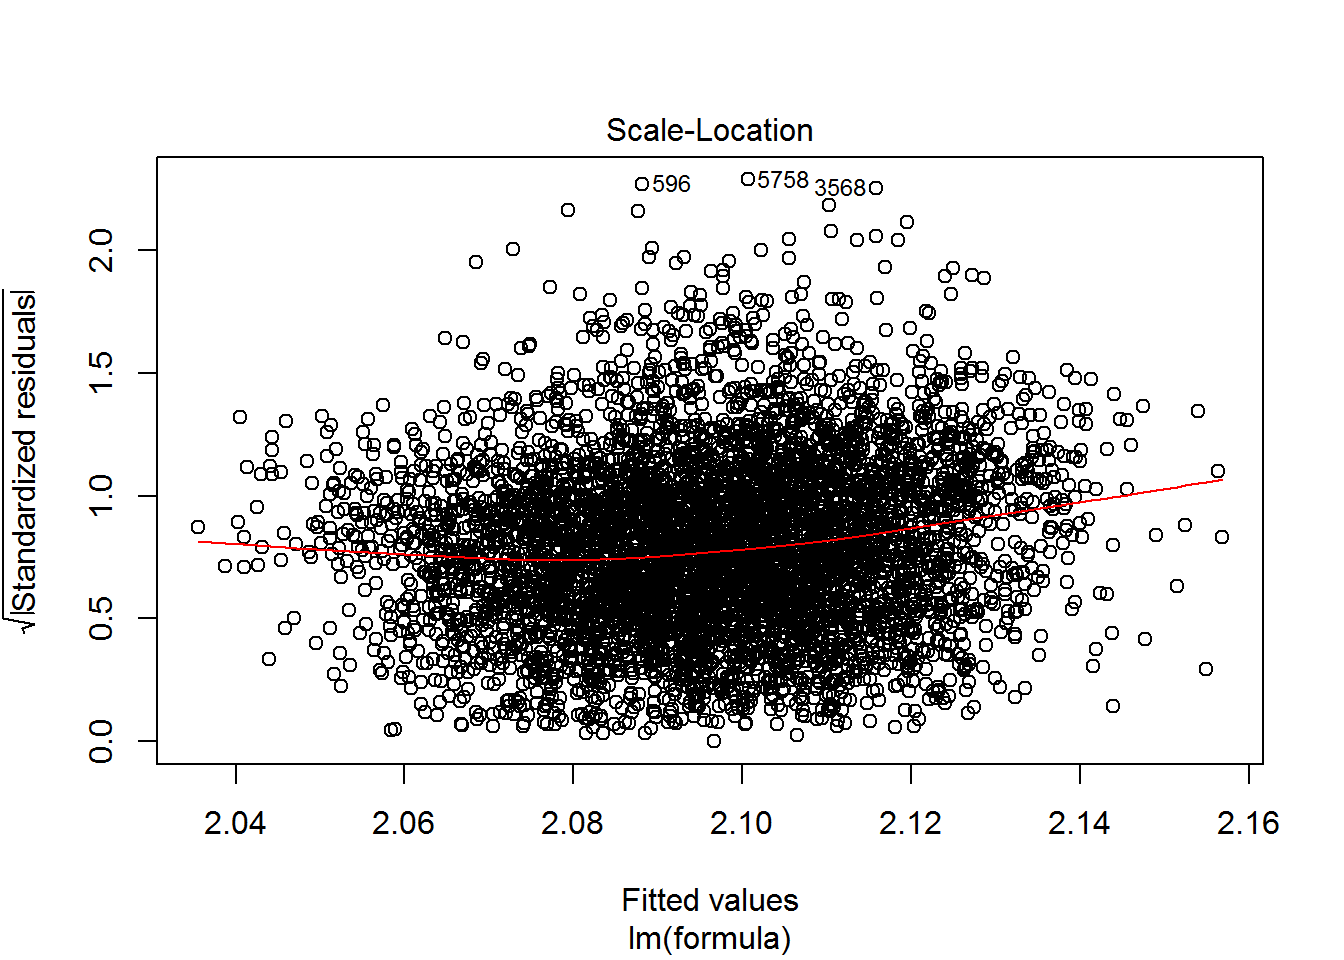 Scale-Location
596
5758
3568
√|Standardized residuals|
2.0
1.5
1.0
0.5
0.0
2.04 2.06 2.08 2.10 2.12 2.14 2.16
Fitted values
lm(formula)